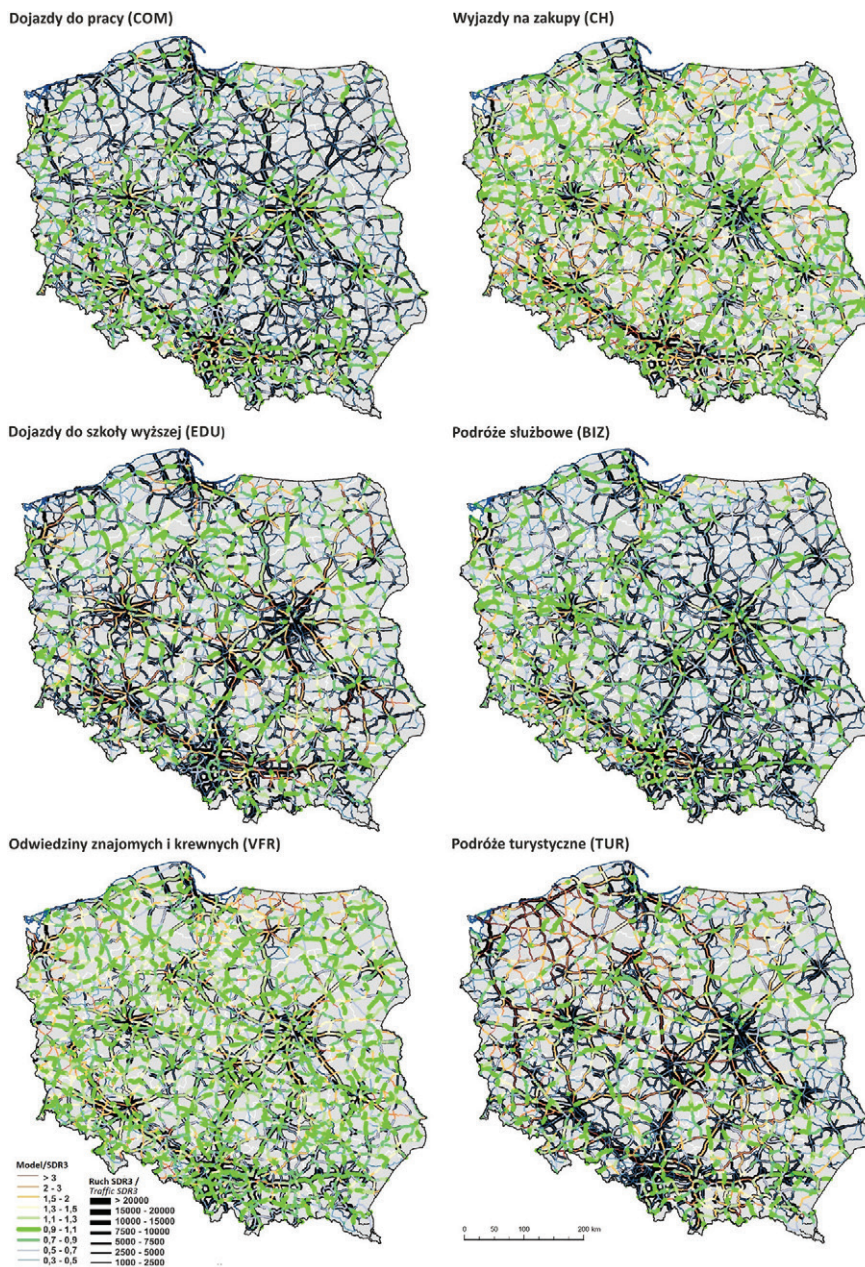 Dojazdy do pracy (COM)
Wyjazdy na zakupy (CH)
Dojazdy do szkoły wyższej (EDU)
Podróże służbowe (BIZ)
Odwiedziny znajomych i krewnych (VFR)
Podróże turystyczne (TUR)
Model/SDR3
> 3
2 - 3
1,5 - 2
1,3 - 1,5
1,1 - 1,3
0,9 - 1,1
0,7 - 0,9
0,5 - 0,7
0,3 - 0,5
Ruch SDR3 /
Traffic SDR3
> 20000
15000 - 20000
10000 - 15000
7500 - 10000
5000 - 7500
2500 - 5000
1000 - 2500
0 50 100 200 km